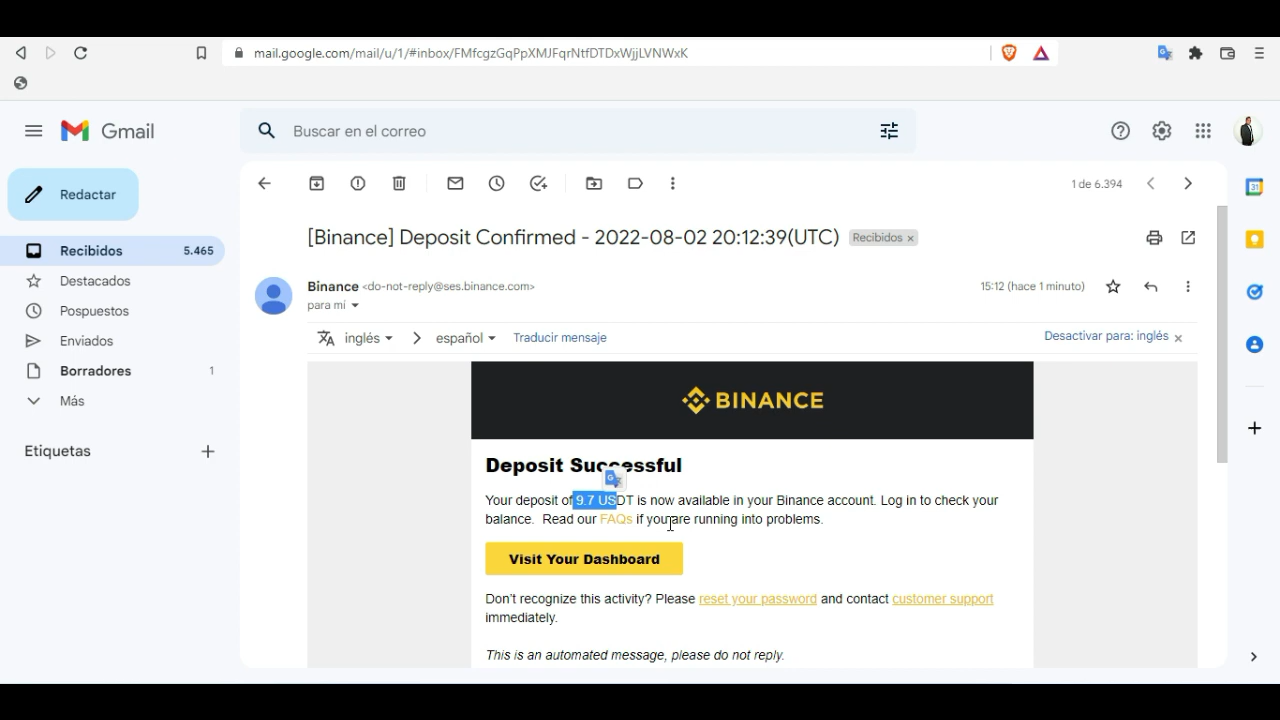 mail.google.com/mail/u/1/#inbox/FMfcgzGqPpXMJFqrNtfDTDxWjjLVNWxK
Gmail
Buscar en el correo
Redactar
1 de 6.394
Recibidos 5.465
Destacados
Pospuestos
Enviados
Borradores 1
Más
Etiquetas
[Binance] Deposit Confirmed - 2022-08-02 20:12:39(UTC) Recibidos ×
Binance <do-not-reply@ses.binance.com> 15:12 (hace 1 minuto)
para mí
inglés español Traducir mensaje Desactivar para: inglés ×
BINANCE
Deposit Successful
Your deposit of 9.7 USDT is now available in your Binance account. Log in to check your
balance. Read our FAQs if you are running into problems.
Visit Your Dashboard
Don't recognize this activity? Please reset your password and contact customer support
immediately.
This is an automated message, please do not reply.
31